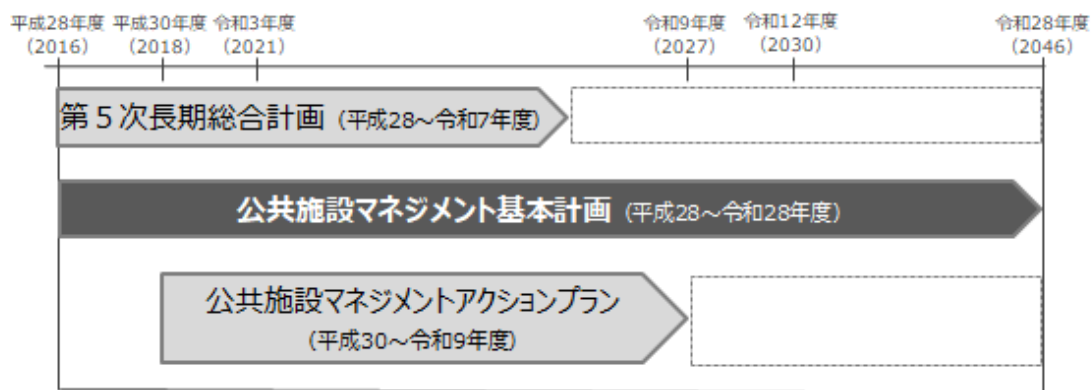 平成28年度 平成30年度 令和3年度 令和9年度 令和12年度 令和28年度
(2016) (2018) (2021) (2027) (2030) (2046)
第５次長期総合計画（平成28～令和7年度）
公共施設マネジメント基本計画（平成28～令和28年度）
公共施設マネジメントアクションプラン
（平成30～令和9年度）